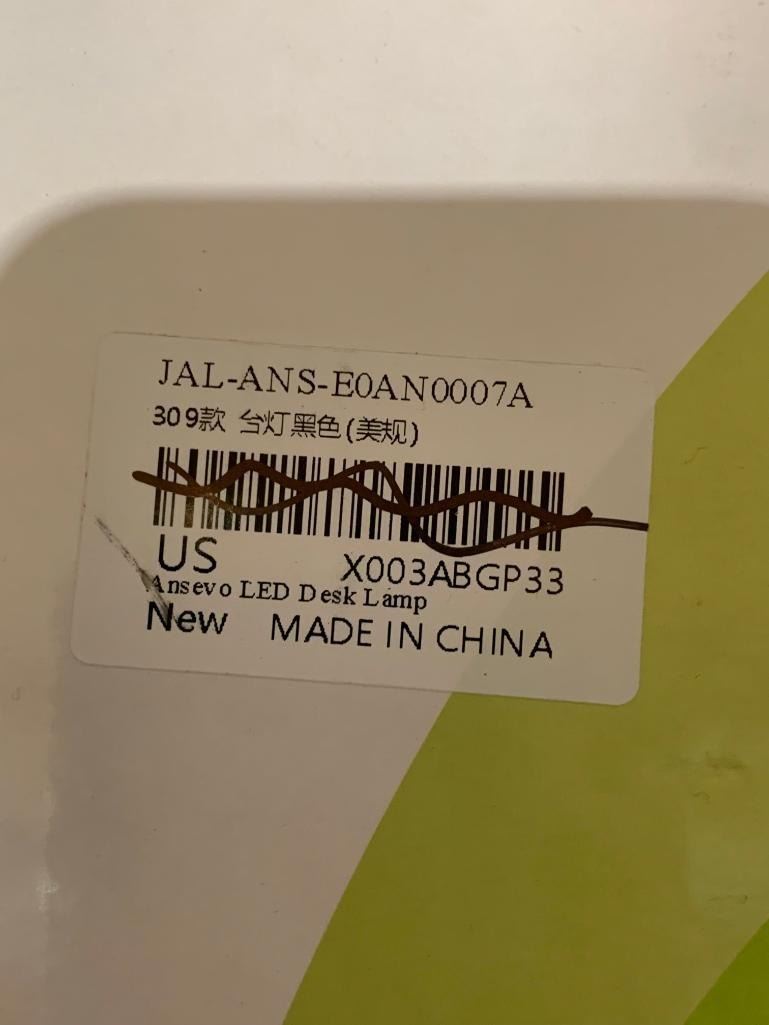 JAL-ANS-E0AN0007A
309款 台灯黑色(美规)
US X003ABGP33
Ansevo LED Desk Lamp
New MADE IN CHINA